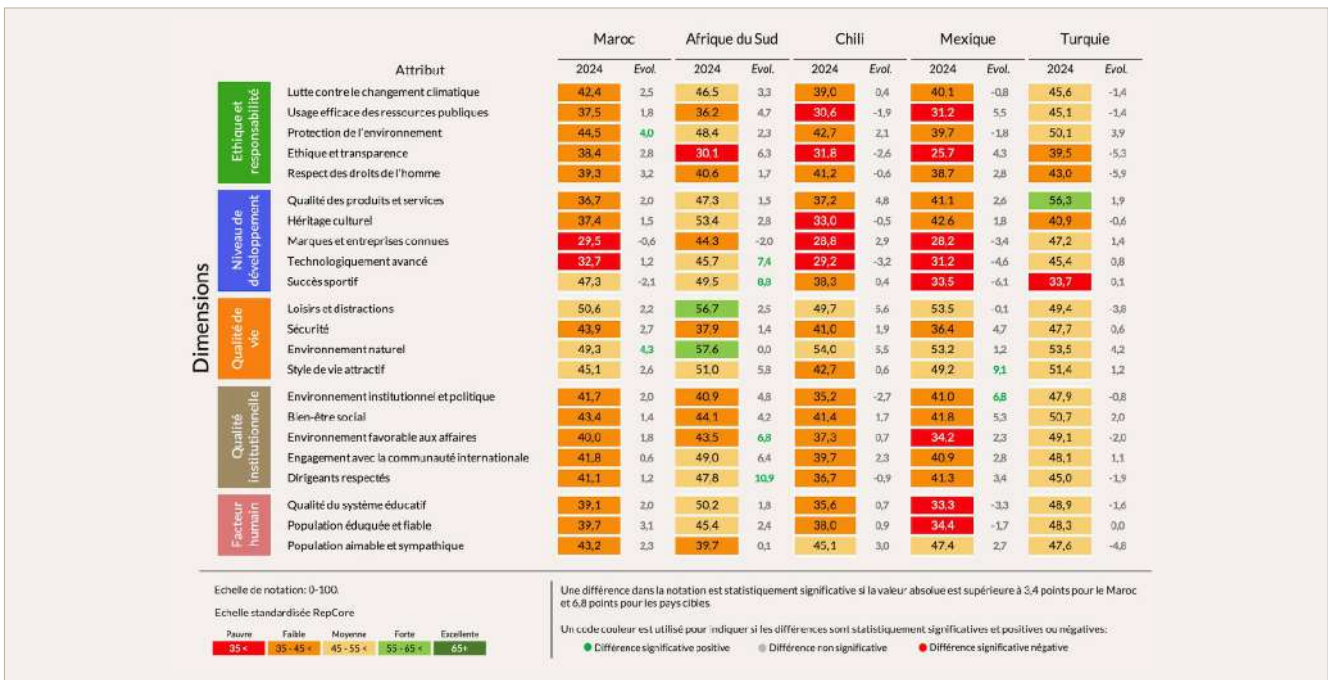 Maroc Afrique du Sud Chili Mexique Turquie
Attribut 2024 Evol. 2024 Evol. 2024 Evol. 2024 Evol. 2024 Evol.
Dimensions
Ethique et responsabilité
Lutte contre le changement climatique 42,4 2,5 46.5 3,3 39,0 0,4 40.1 -0,8 45,6 -1,4
Usage efficace des ressources publiques 37,5 1,8 36.2 4,7 30,6 -1,9 31.2 5,5 45,1 -1,4
Protection de l'environnement 44,5 4,0 48.4 2,3 42,7 2,1 39.7 -1,8 50,1 3,9
Ethique et transparence 38,4 2,8 30.1 6,3 31,8 -2,6 25.7 4,3 39,5 -5,3
Respect des droits de l'homme 39,3 3,2 40.6 1,7 41,2 -0,6 38.7 2,8 43,0 -5,9
Niveau de développement
Qualité des produits et services 36,7 2,0 47.3 1,5 37,2 4,8 41.1 2,6 56,3 1,9
Héritage culturel 37,4 1,5 53.4 2,8 33,0 -0,5 42.6 1,8 40,9 -0,6
Marques et entreprises connues 29,5 -0,6 44.3 -2,0 28,8 2,9 28,2 -3,4 47,2 1,4
Technologiquement avancé 32,7 1,2 45.7 7,4 29,2 -3,2 31.2 -4,6 45,4 0,8
Succès sportif 47,3 -2,1 49.5 8,8 38,3 0,4 33.5 -6,1 33,7 0,1
Qualité de vie
Loisirs et distractions 50,6 2,2 56.7 2,5 49,7 5,6 53.5 -0,1 49,4 -3,8
Sécurité 43,9 2,7 37.9 1,4 41,0 1,9 36.4 4,7 47,7 0,6
Environnement naturel 49,3 4,3 57.6 0,0 54,0 5,5 53.2 1,2 53,5 4,2
Style de vie attractif 45,1 2,6 51.0 5,8 42,7 0,6 49.2 9,1 51,4 1,2
Qualité institutionnelle
Environnement institutionnel et politique 41,7 2,0 40.9 4,8 35,2 -2,7 41.0 6,8 47,9 -0,8
Bien-être social 43,4 1,4 44.1 4,2 41,4 1,7 41.8 5,3 50,7 2,0
Environnement favorable aux affaires 40,0 1,8 43.5 6,8 37,3 0,7 34.2 2,3 49,1 -2,0
Engagement avec la communauté internationale 41,8 0,6 49.0 6,4 39,7 2,3 40.9 2,8 48,1 1,1
Dirigeants respectés 41,1 1,2 47.8 10,9 36,7 -0,9 41.3 3,4 45,0 -1,9
Facteur humain
Qualité du système éducatif 39,1 2,0 50.2 1,8 35,6 0,7 33.3 -3,3 48,9 -1,6
Population éduquée et fiable 39,7 3,1 45.4 2,4 38,0 0,9 34.4 -1,7 48,3 0,0
Population aimable et sympathique 43,2 2,3 39.7 0,1 45,1 3,0 47.4 2,7 47,6 -4,8
Echelle de notation: 0-100.
Echelle standardisée RepCore
Pauvre Faible Moyenne Forte Excellente
35 < 35 - 45 < 45 - 55 < 55 - 65 < 65+
Une différence dans la notation est statistiquement significative si la valeur absolue est supérieure à 3,4 points pour le Maroc
et 6,8 points pour les pays cibles
Un code couleur est utilisé pour indiquer si les différences sont statistiquement significatives et positives ou négatives:
Différence significative positive Différence non significative Différence significative négative